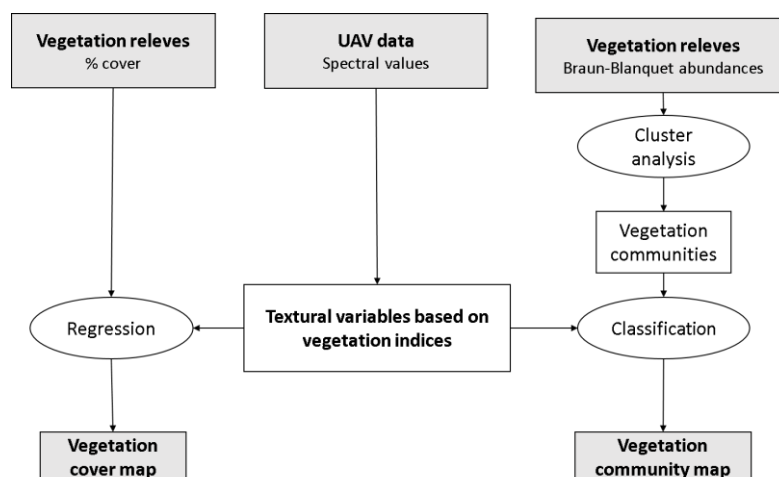 Vegetation releves
% cover
UAV data
Spectral values
Vegetation releves
Braun-Blanquet abundances
Cluster
analysis
Vegetation
communities
Regression
Textural variables based on
vegetation indices
Classification
Vegetation
cover map
Vegetation
community map